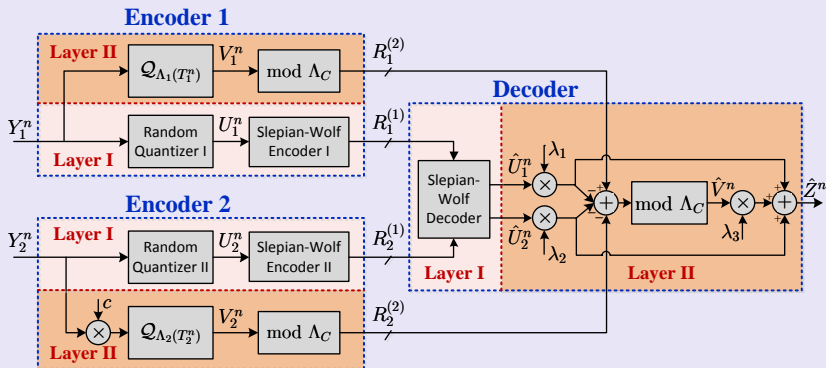 Encoder 1
Layer II
𝒬_{Λ₁(T₁ⁿ)}
V₁ⁿ
mod Λ_C
R₁^{(2)}
Y₁ⁿ
Layer I
Random Quantizer I
U₁ⁿ
Slepian-Wolf Encoder I
R₁^{(1)}
Encoder 2
Y₂ⁿ
Layer I
Random Quantizer II
U₂ⁿ
Slepian-Wolf Encoder II
R₂^{(1)}
c
×
Layer II
𝒬_{Λ₂(T₂ⁿ)}
V₂ⁿ
mod Λ_C
R₂^{(2)}
Decoder
Slepian-Wolf Decoder
Layer I
Û₁ⁿ
λ₁
×
Û₂ⁿ
λ₂
×
−
+
−
−
−
+
mod Λ_C
V̂ⁿ
×
λ₃
+
+
+
+
Ẑⁿ
Layer II